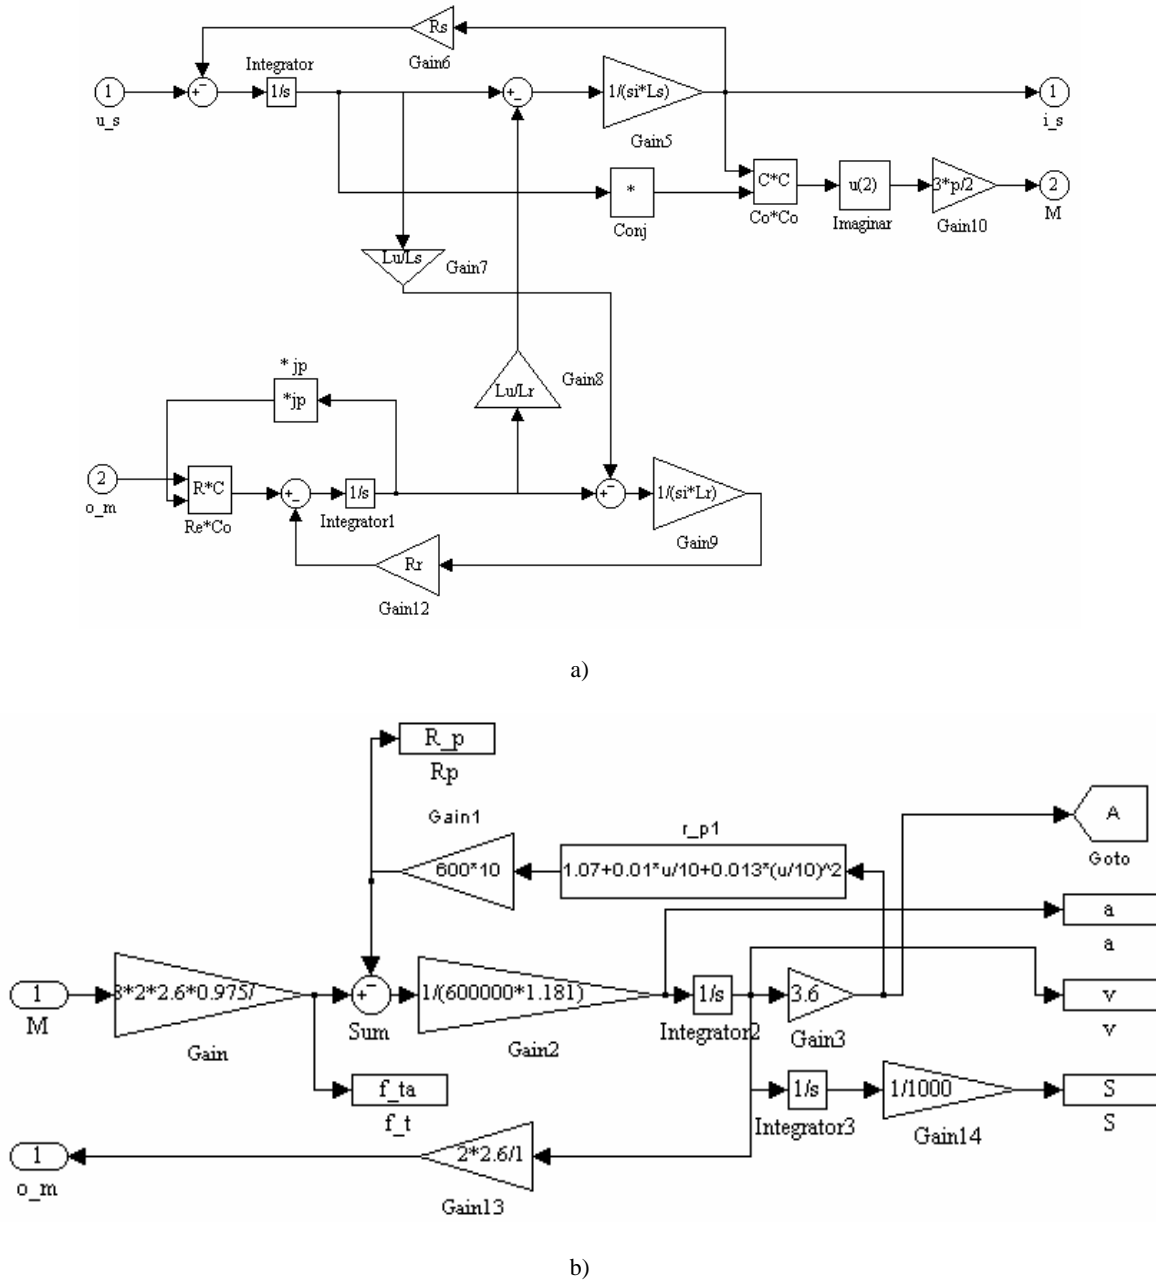 Rs
Gain6
Integrator
1
+
−
1/s
+
−
1/(si*Ls)
1
u_s
i_s
Gain5
*
C*C
u(2)
3*p/2
2
Conj
Co*Co
Imaginar
Gain10
M
Lu/Ls
Gain7
* jp
*jp
Lu/Lr
Gain8
2
R*C
+
−
1/s
+
−
1/(si*Lr)
o_m
Re*Co
Integrator1
Gain9
Rr
Gain12
a)
R_p
Rp
Gain1
r_p1
A
600*10
1.07+0.01*u/10+0.013*(u/10)^2
Goto
a
a
1
3*2*2.6*0.975/
+
−
1/(600000*1.181)
1/s
3.6
v
M
Sum
Integrator2
v
Gain
Gain2
Gain3
f_ta
1/s
1/1000
S
f_t
Integrator3
Gain14
S
1
2*2.6/1
o_m
Gain13
b)